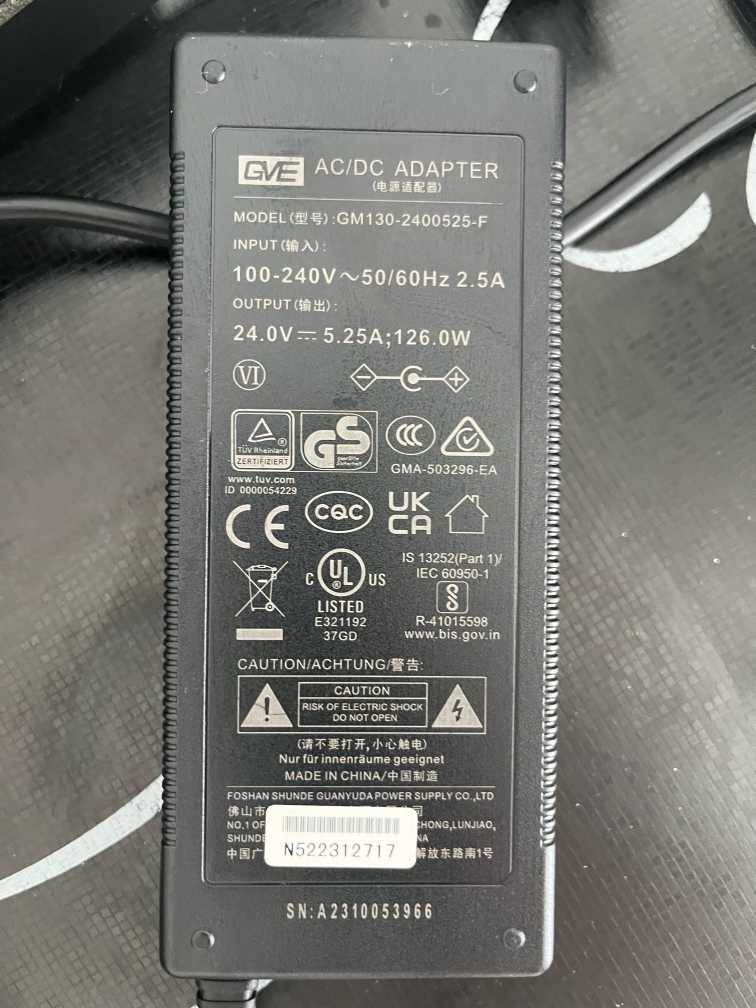 GVE AC/DC ADAPTER
(电源适配器)
MODEL(型号):GM130-2400525-F
INPUT(输入):
100-240V～50/60Hz 2.5A
OUTPUT(输出):
24.0V⎓5.25A;126.0W
VI
TÜV Rheinland
ZERTIFIZIERT
www.tuv.com
ID 0000054229
GS
geprüfte
Sicherheit
CCC
GMA-503296-EA
CE
CQC
UK
CA
C UL US
®
LISTED
E321192
37GD
IS 13252(Part 1)/
IEC 60950-1
R-41015598
www.bis.gov.in
CAUTION/ACHTUNG/警告:
CAUTION
RISK OF ELECTRIC SHOCK
DO NOT OPEN
(请不要打开,小心触电)
Nur für innenräume geeignet
MADE IN CHINA/中国制造
FOSHAN SHUNDE GUANYUDA POWER SUPPLY CO.,LTD
佛山市 司
NO.1 OF CHONG,LUNJIAO,
SHUNDE NA
中国广 解放东路南1号
N522312717
SN:A2310053966